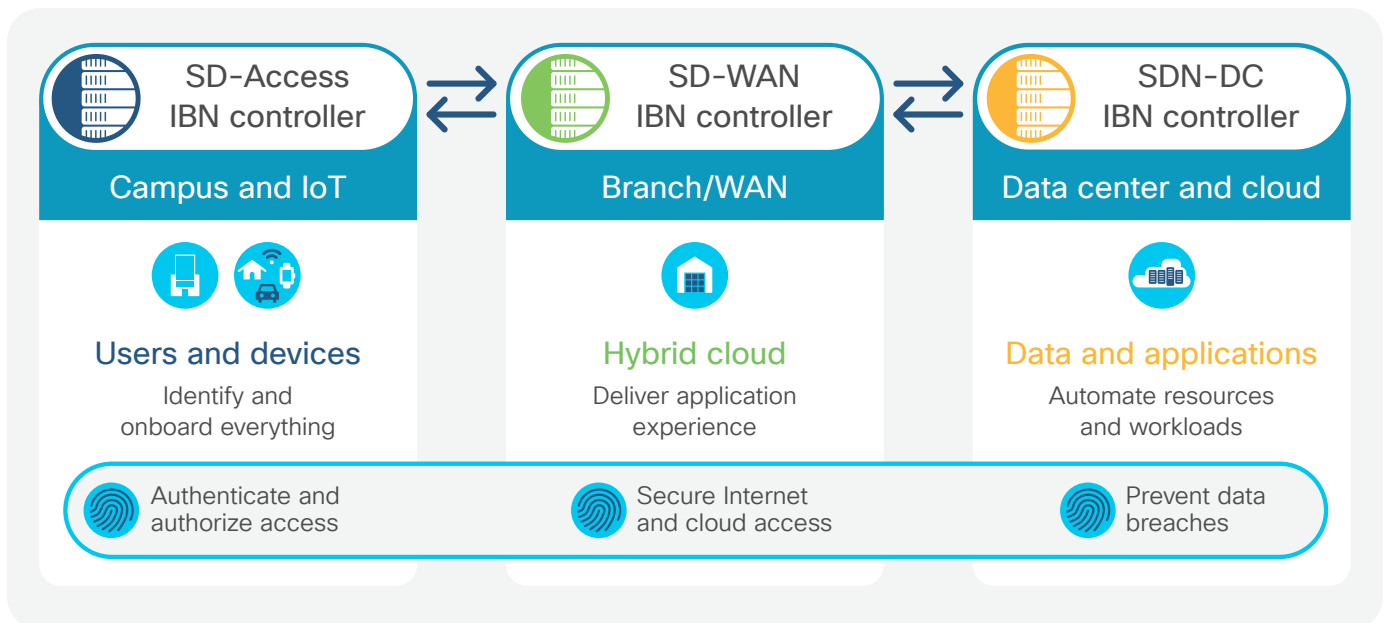 SD-Access
IBN controller
Campus and IoT
Users and devices
Identify and
onboard everything
Authenticate and
authorize access
SD-WAN
IBN controller
Branch/WAN
Hybrid cloud
Deliver application
experience
Secure Internet
and cloud access
SDN-DC
IBN controller
Data center and cloud
Data and applications
Automate resources
and workloads
Prevent data
breaches